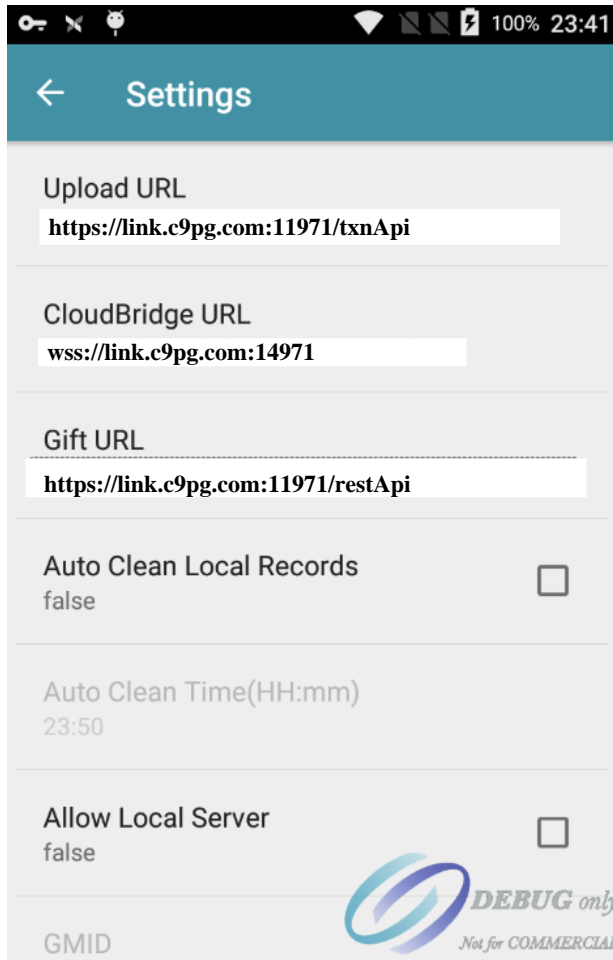 100% 23:41
Settings
Upload URL
https://link.c9pg.com:11971/txnApi
CloudBridge URL
wss://link.c9pg.com:14971
Gift URL
https://link.c9pg.com:11971/restApi
Auto Clean Local Records
false
Auto Clean Time(HH:mm)
23:50
Allow Local Server
false
DEBUG only
Not for COMMERCIAL
GMID